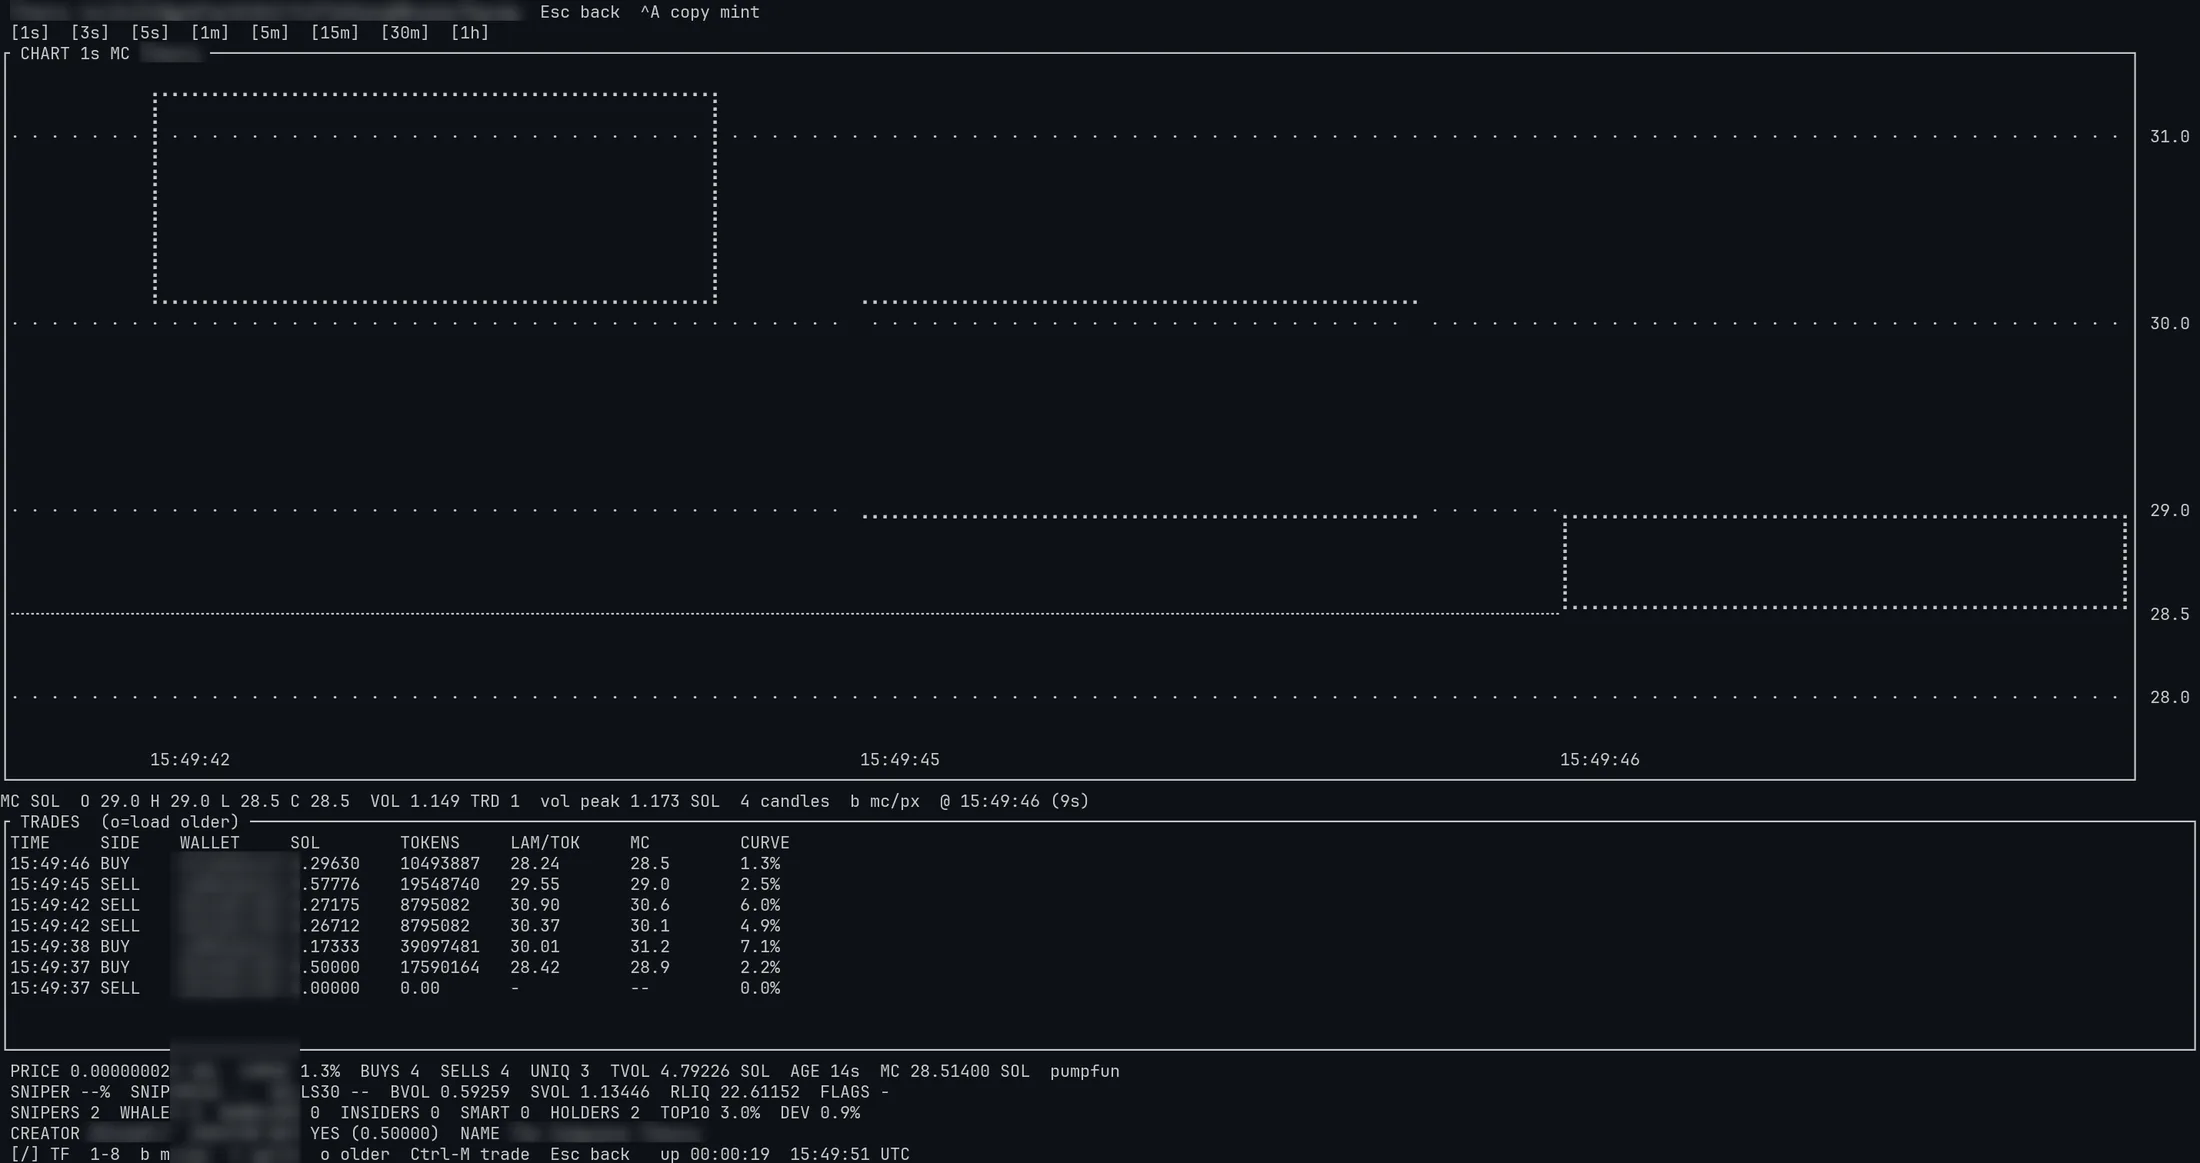 Esc back  ^A copy mint
[1s]  [3s]  [5s]  [1m]  [5m]  [15m]  [30m]  [1h]
CHART 1s MC
31.0
30.0
29.0
28.5
28.0
15:49:42  15:49:45  15:49:46
MC SOL  O 29.0 H 29.0 L 28.5 C 28.5  VOL 1.149 TRD 1  vol peak 1.173 SOL  4 candles  b mc/px  @ 15:49:46 (9s)
TRADES  (o=load older)
TIME  SIDE  WALLET  SOL  TOKENS  LAM/TOK  MC  CURVE
15:49:46 BUY  .29630  10493887  28.24  28.5  1.3%
15:49:45 SELL  .57776  19548740  29.55  29.0  2.5%
15:49:42 SELL  .27175  8795082  30.90  30.6  6.0%
15:49:42 SELL  .26712  8795082  30.37  30.1  4.9%
15:49:38 BUY  .17333  39097481  30.01  31.2  7.1%
15:49:37 BUY  .50000  17590164  28.42  28.9  2.2%
15:49:37 SELL  .00000  0.00  -  --  0.0%
PRICE 0.00000002  1.3%  BUYS 4  SELLS 4  UNIQ 3  TVOL 4.79226 SOL  AGE 14s  MC 28.51400 SOL  pumpfun
SNIPER --%  SNIP  LS30 --  BVOL 0.59259  SVOL 1.13446  RLIQ 22.61152  FLAGS -
SNIPERS 2  WHALE  0  INSIDERS 0  SMART 0  HOLDERS 2  TOP10 3.0%  DEV 0.9%
CREATOR  YES (0.50000)  NAME
[/] TF  1-8  b m  o older  Ctrl-M trade  Esc back  up 00:00:19  15:49:51 UTC